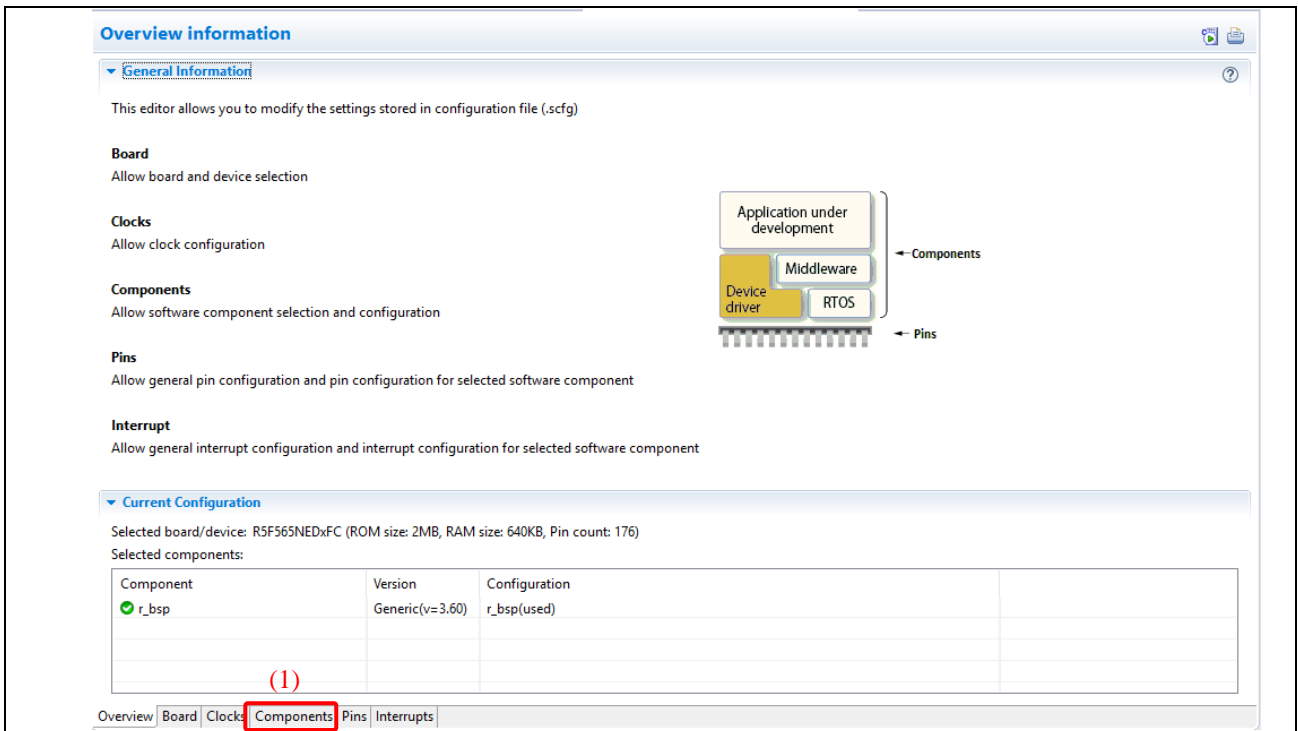 Overview information
General Information
This editor allows you to modify the settings stored in configuration file (.scfg)
Board
Allow board and device selection
Clocks
Allow clock configuration
Components
Allow software component selection and configuration
Pins
Allow general pin configuration and pin configuration for selected software component
Interrupt
Allow general interrupt configuration and interrupt configuration for selected software component
Application under
development
Middleware
Device
driver
RTOS
Components
Pins
Current Configuration
Selected board/device: R5F565NEDxFC (ROM size: 2MB, RAM size: 640KB, Pin count: 176)
Selected components:
Component Version Configuration
r_bsp Generic(v=3.60) r_bsp(used)
(1)
Overview Board Clocks Components Pins Interrupts